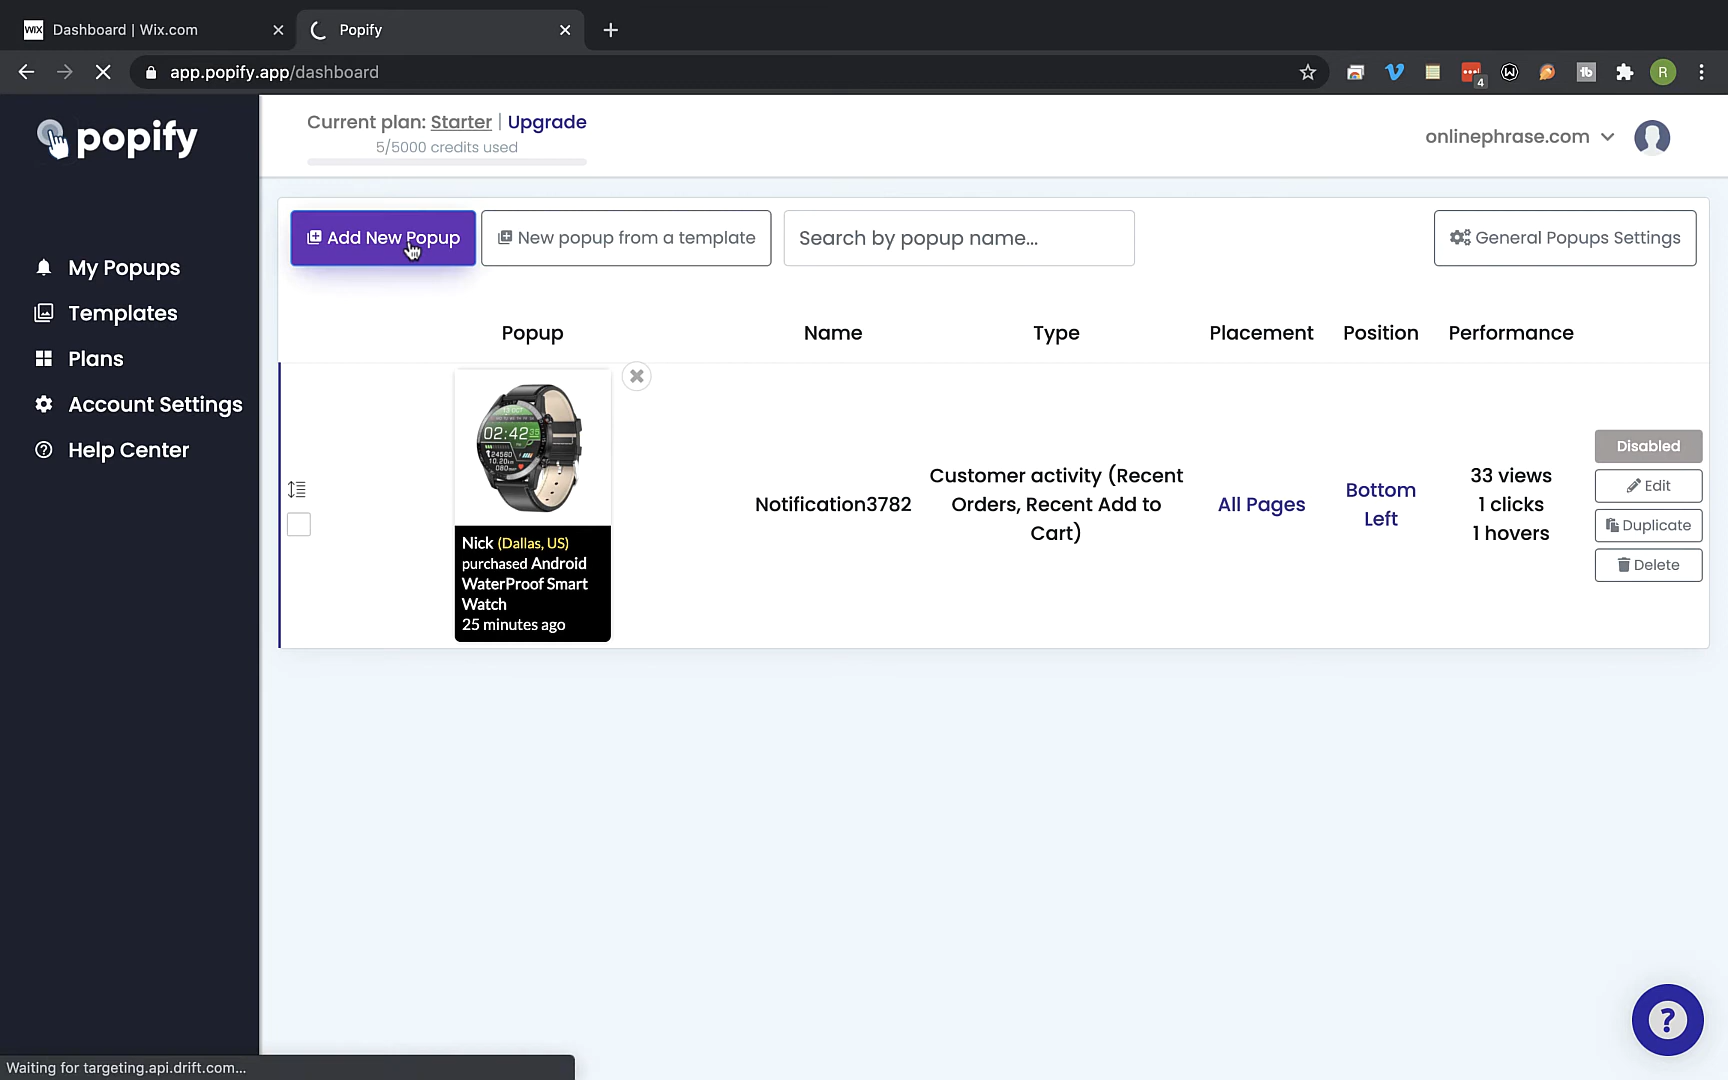 WIX Dashboard | Wix.com
Popify
app.popify.app/dashboard
4
R
popify
Current plan: Starter | Upgrade
5/5000 credits used
onlinephrase.com
My Popups
Templates
Plans
Account Settings
Help Center
Add New Popup
New popup from a template
Search by popup name...
General Popups Settings
Popup
Name
Type
Placement
Position
Performance
02:42
Nick (Dallas, US)
purchased Android
WaterProof Smart
Watch
25 minutes ago
Notification3782
Customer activity (Recent
Orders, Recent Add to
Cart)
All Pages
Bottom
Left
33 views
1 clicks
1 hovers
Disabled
Edit
Duplicate
Delete
?
Waiting for targeting.api.drift.com...